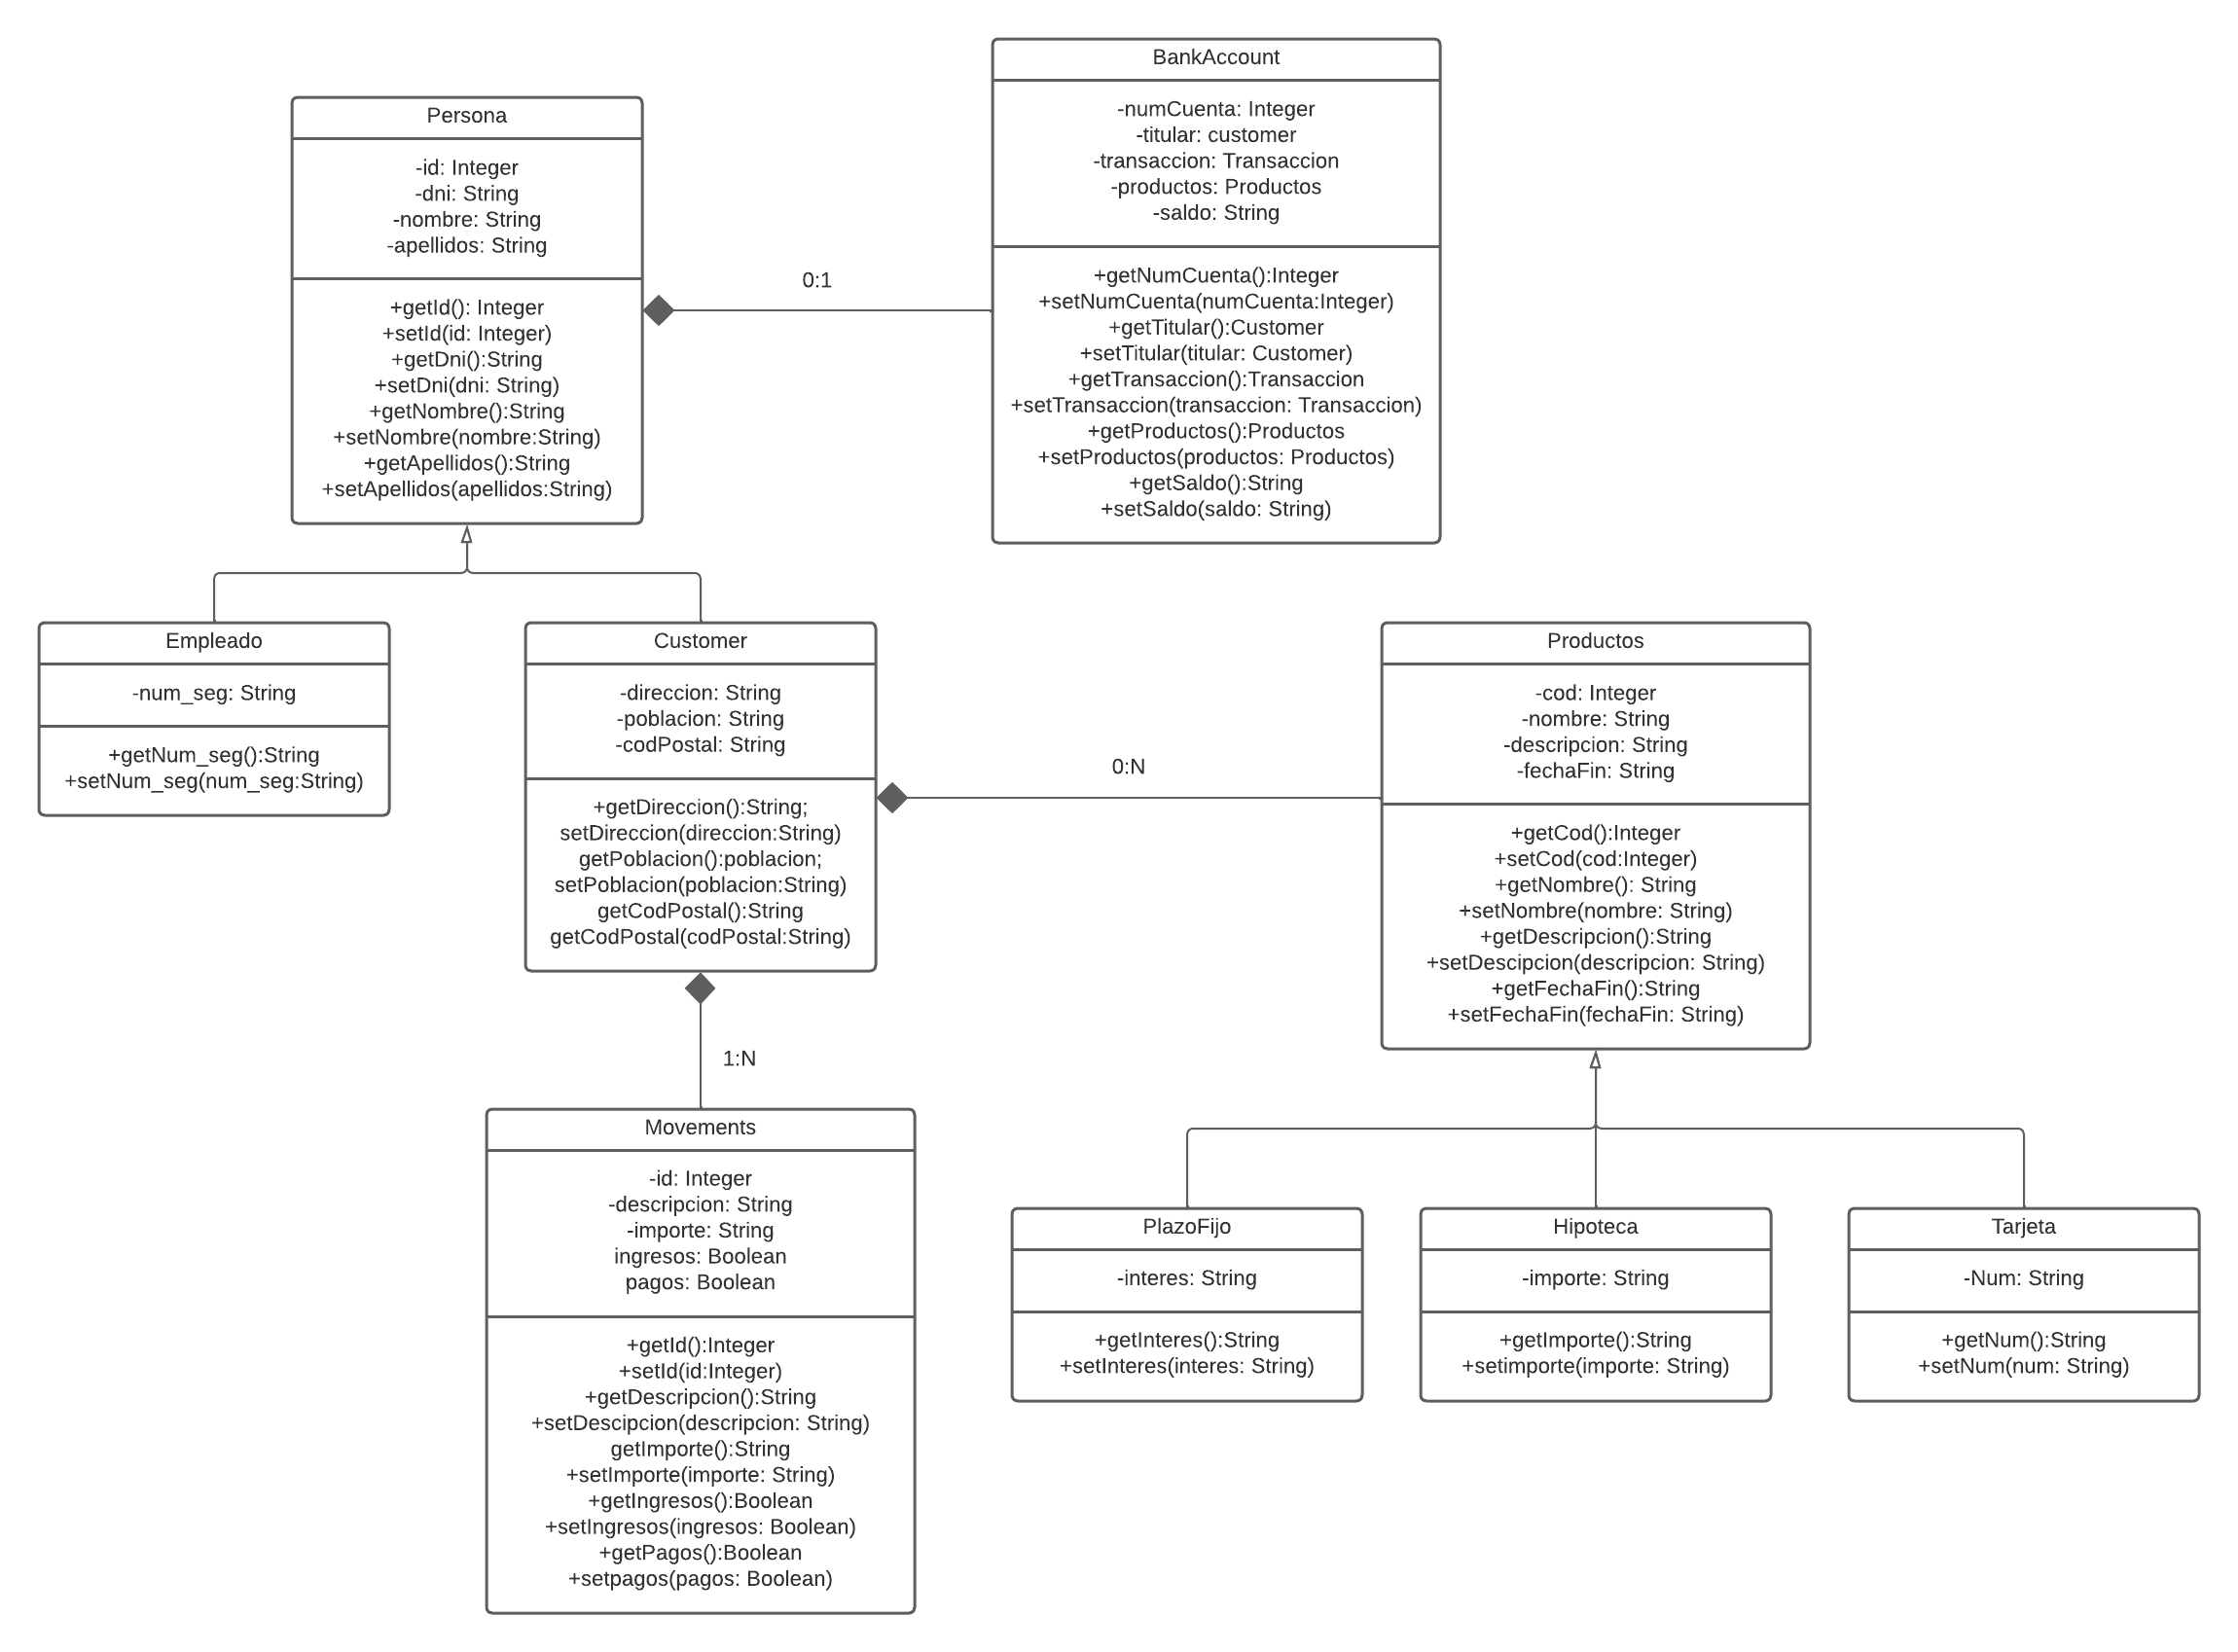 BankAccount
-numCuenta: Integer
-titular: customer
-transaccion: Transaccion
-productos: Productos
-saldo: String
+getNumCuenta():Integer
+setNumCuenta(numCuenta:Integer)
+getTitular():Customer
+setTitular(titular: Customer)
+getTransaccion():Transaccion
+setTransaccion(transaccion: Transaccion)
+getProductos():Productos
+setProductos(productos: Productos)
+getSaldo():String
+setSaldo(saldo: String)
Persona
-id: Integer
-dni: String
-nombre: String
-apellidos: String
+getId(): Integer
+setId(id: Integer)
+getDni():String
+setDni(dni: String)
+getNombre():String
+setNombre(nombre:String)
+getApellidos():String
+setApellidos(apellidos:String)
0:1
Empleado
-num_seg: String
+getNum_seg():String
+setNum_seg(num_seg:String)
Customer
-direccion: String
-poblacion: String
-codPostal: String
+getDireccion():String;
setDireccion(direccion:String)
getPoblacion():poblacion;
setPoblacion(poblacion:String)
getCodPostal():String
getCodPostal(codPostal:String)
0:N
Productos
-cod: Integer
-nombre: String
-descripcion: String
-fechaFin: String
+getCod():Integer
+setCod(cod:Integer)
+getNombre(): String
+setNombre(nombre: String)
+getDescripcion():String
+setDescipcion(descripcion: String)
+getFechaFin():String
+setFechaFin(fechaFin: String)
1:N
Movements
-id: Integer
-descripcion: String
-importe: String
ingresos: Boolean
pagos: Boolean
+getId():Integer
+setId(id:Integer)
+getDescripcion():String
+setDescipcion(descripcion: String)
getImporte():String
+setImporte(importe: String)
+getIngresos():Boolean
+setIngresos(ingresos: Boolean)
+getPagos():Boolean
+setpagos(pagos: Boolean)
PlazoFijo
-interes: String
+getInteres():String
+setInteres(interes: String)
Hipoteca
-importe: String
+getImporte():String
+setimporte(importe: String)
Tarjeta
-Num: String
+getNum():String
+setNum(num: String)